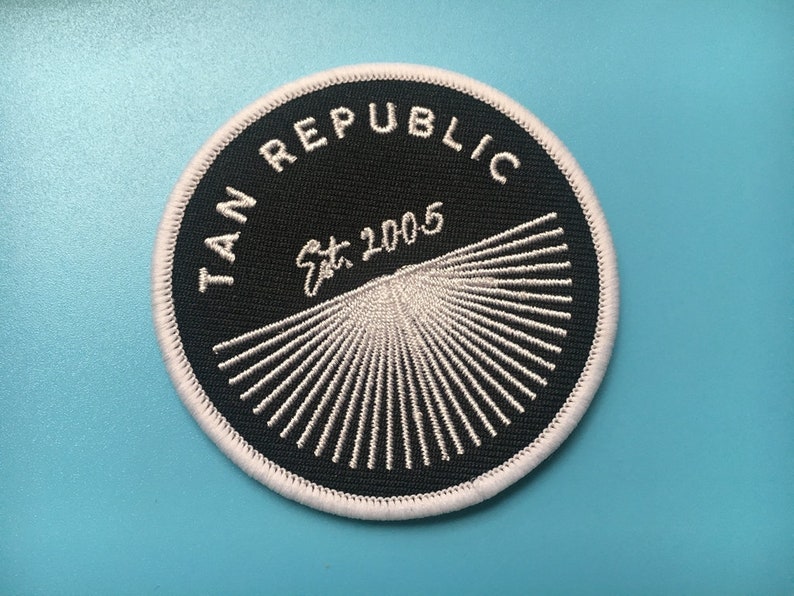 TAN REPUBLIC
Est. 2005